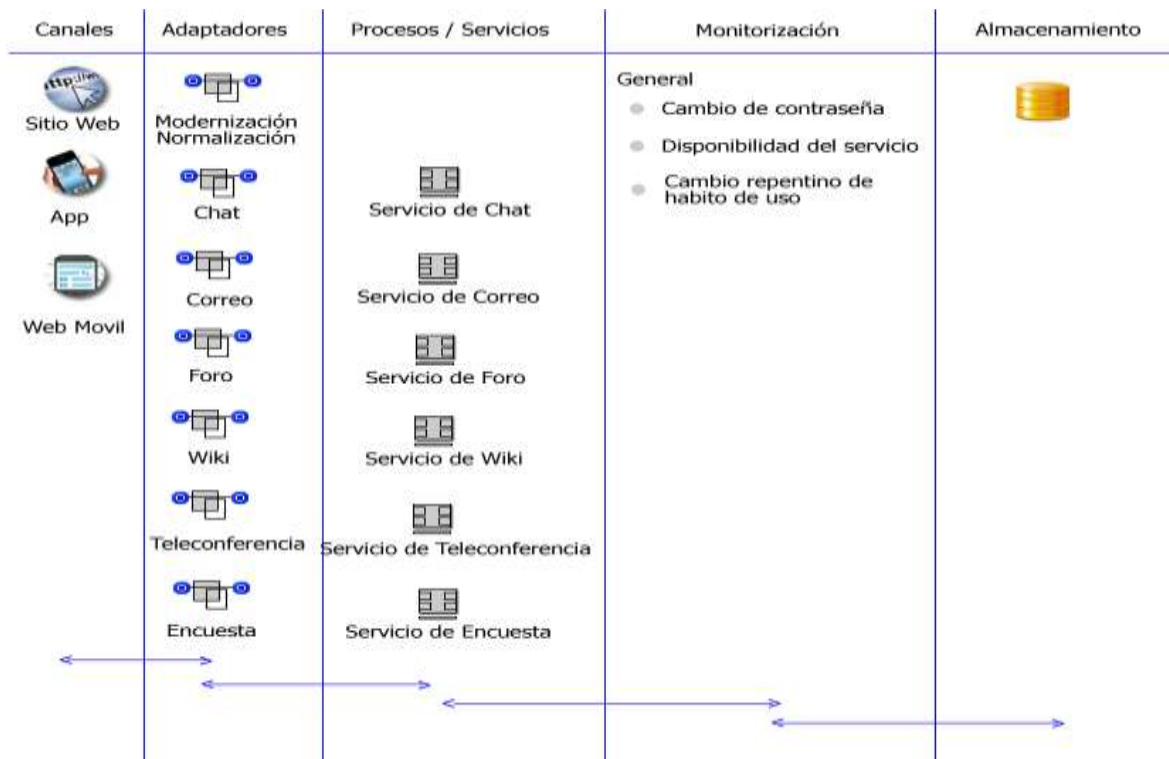 Canales
Adaptadores
Procesos / Servicios
Monitorización
Almacenamiento
http://w
Sitio Web
App
Web Movil
Modernización
Normalización
Chat
Correo
Foro
Wiki
Teleconferencia
Encuesta
Servicio de Chat
Servicio de Correo
Servicio de Foro
Servicio de Wiki
Servicio de Teleconferencia
Servicio de Encuesta
General
Cambio de contraseña
Disponibilidad del servicio
Cambio repentino de
habito de uso